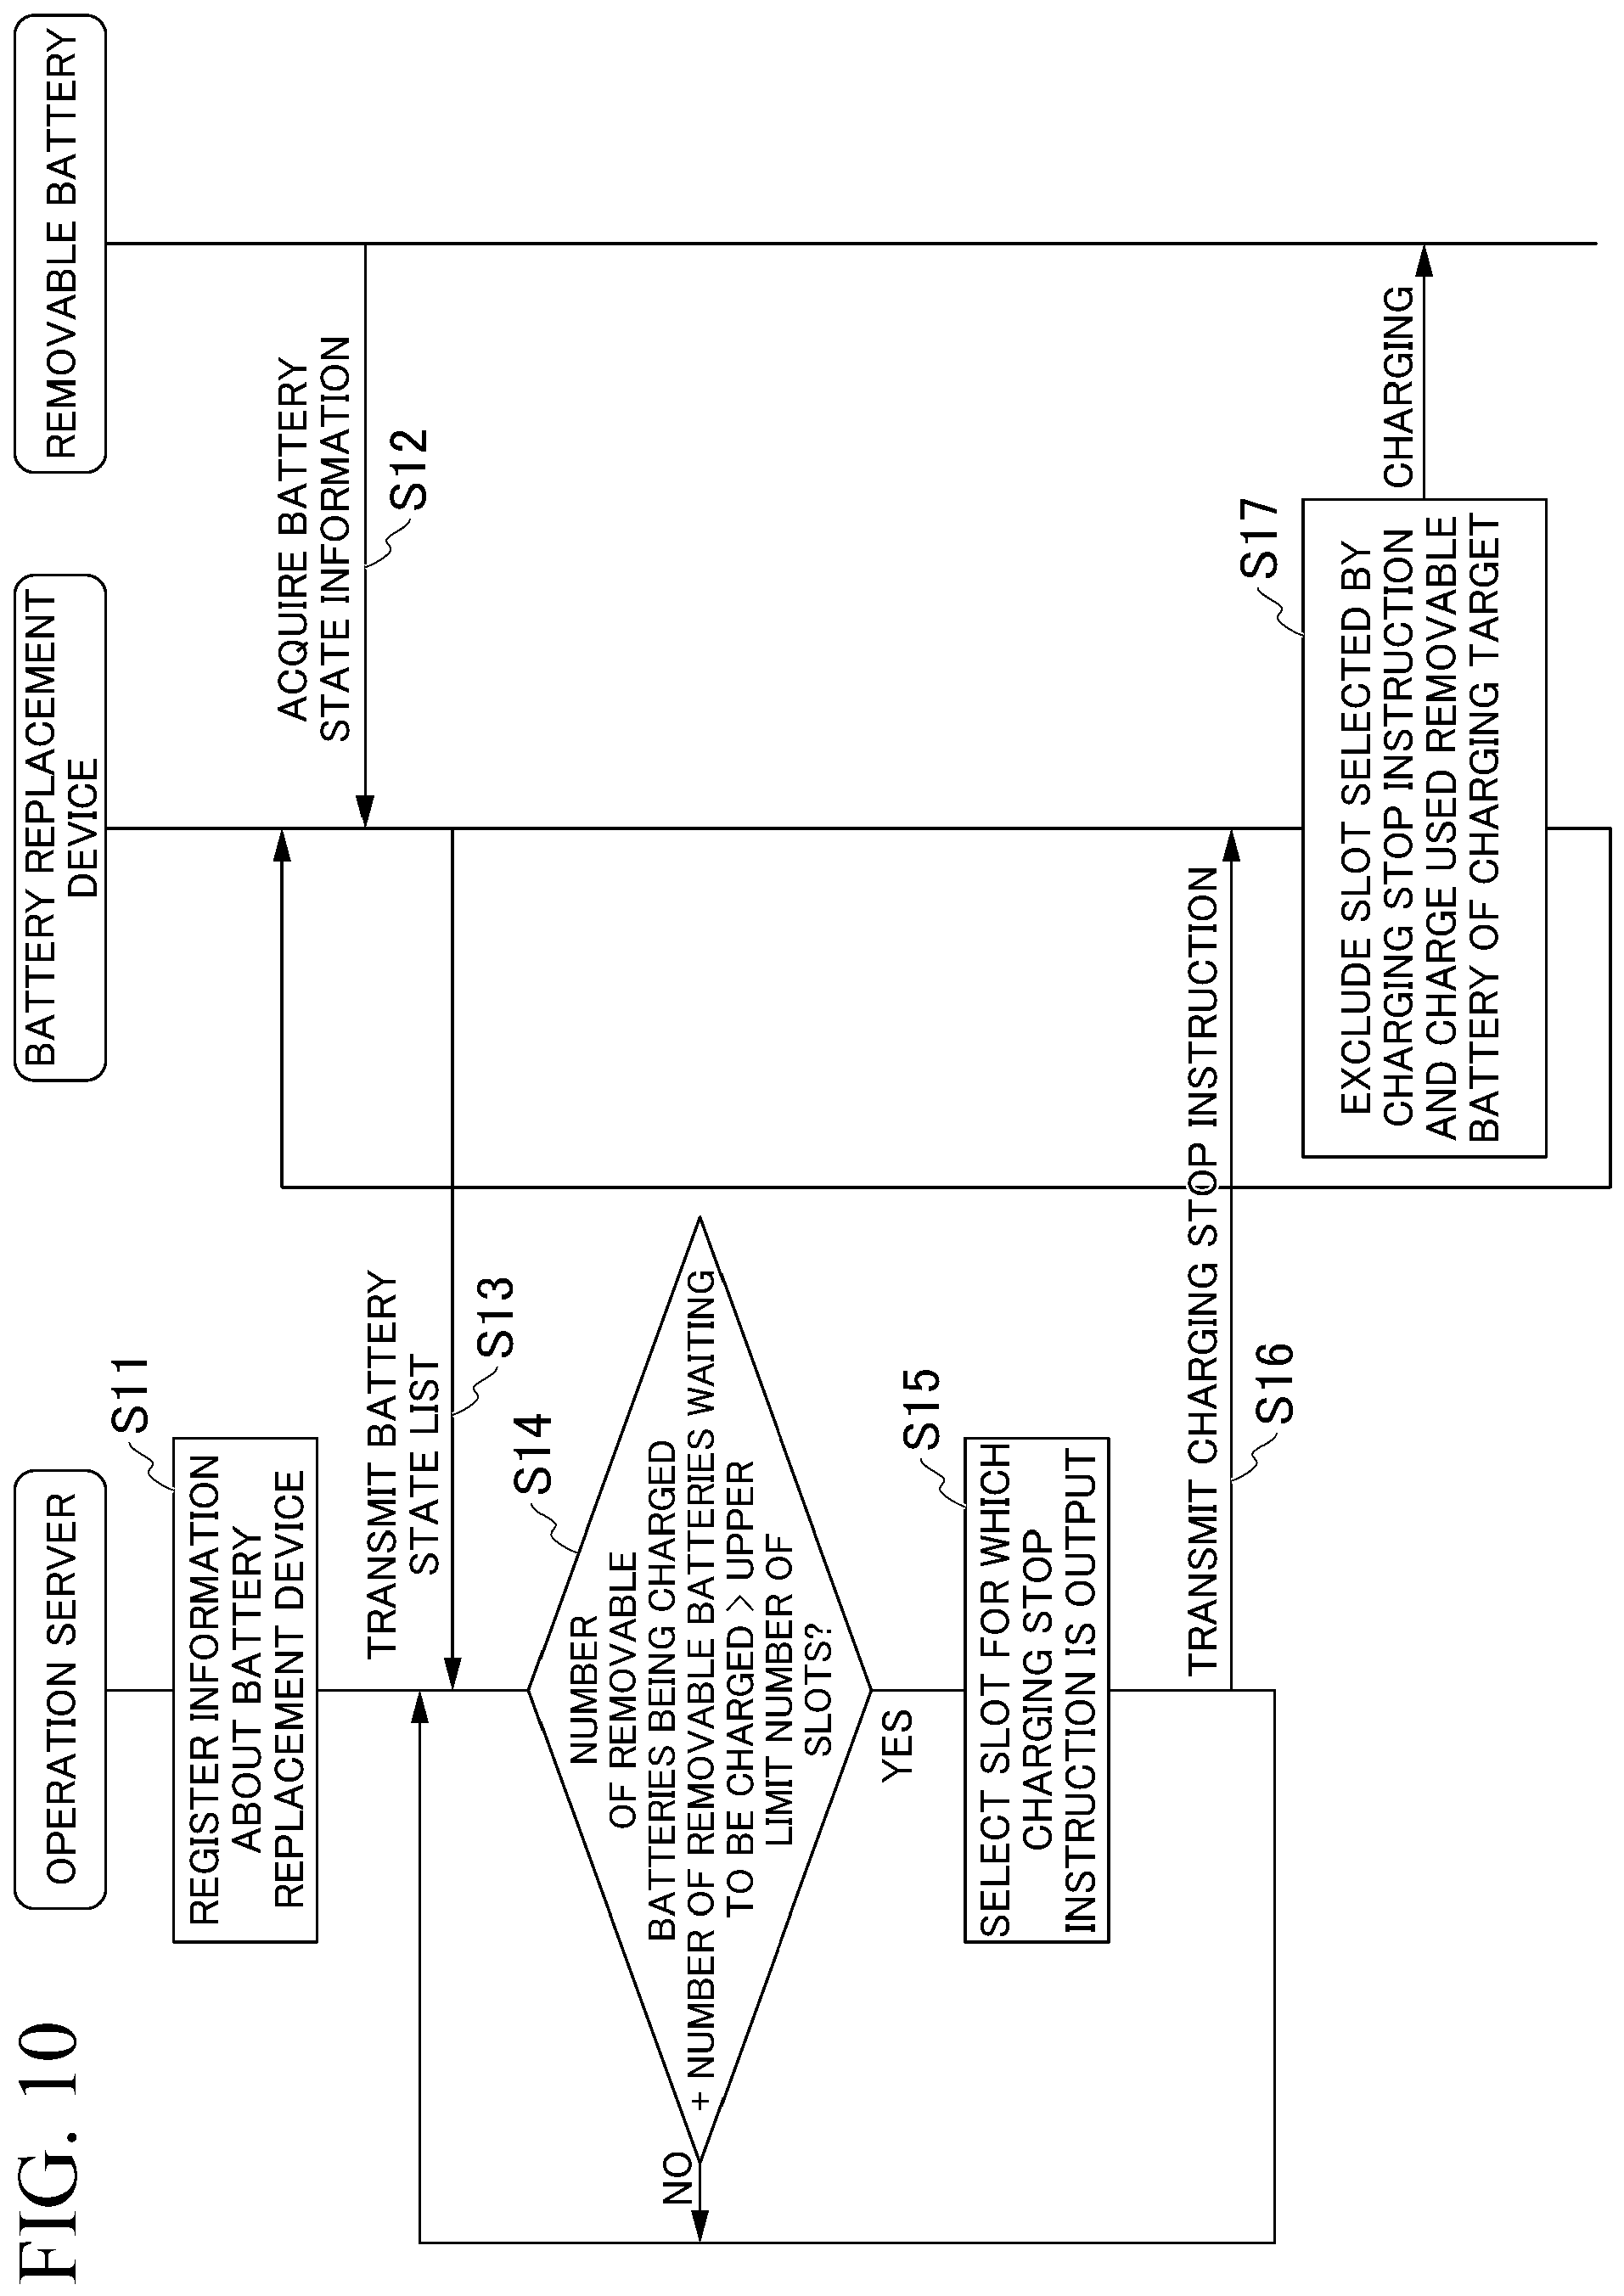 FIG. 10
OPERATION SERVER
BATTERY REPLACEMENT
DEVICE
REMOVABLE BATTERY
S11
REGISTER INFORMATION
ABOUT BATTERY
REPLACEMENT DEVICE
ACQUIRE BATTERY
STATE INFORMATION
S12
TRANSMIT BATTERY
STATE LIST
S13
S14
NUMBER
OF REMOVABLE
BATTERIES BEING CHARGED
+ NUMBER OF REMOVABLE BATTERIES WAITING
TO BE CHARGED > UPPER
LIMIT NUMBER OF
SLOTS?
NO
YES
S15
SELECT SLOT FOR WHICH
CHARGING STOP
INSTRUCTION IS OUTPUT
TRANSMIT CHARGING STOP INSTRUCTION
S16
S17
EXCLUDE SLOT SELECTED BY
CHARGING STOP INSTRUCTION
AND CHARGE USED REMOVABLE
BATTERY OF CHARGING TARGET
CHARGING